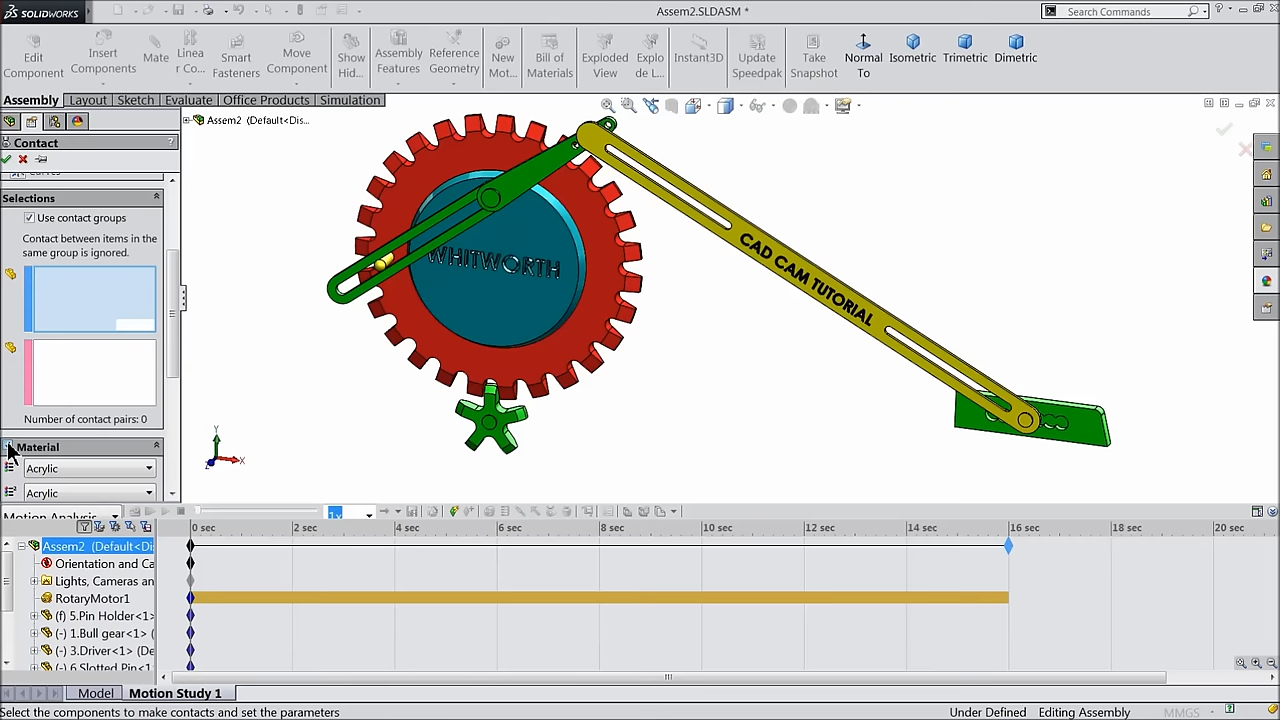 SOLIDWORKS
Assem2.SLDASM *
Search Commands
Edit Component
Insert Components
Mate
Linea r Co...
Smart Fasteners
Move Component
Show Hid...
Assembly Features
Reference Geometry
New Mot...
Bill of Materials
Exploded View
Explo de L...
Instant3D
Update Speedpak
Take Snapshot
Normal To
Isometric
Trimetric
Dimetric
Assembly Layout Sketch Evaluate Office Products Simulation
Assem2 (Default<Dis...
Contact
Selections
Use contact groups
Contact between items in the
same group is ignored.
Number of contact pairs: 0
Material
Acrylic
Acrylic
WHITWORTH
CAD CAM TUTORIAL
Y
X
Motion Analysis
1x
0 sec 2 sec 4 sec 6 sec 8 sec 10 sec 12 sec 14 sec 16 sec 18 sec 20 sec
Assem2 (Default<Di
Orientation and Ca
Lights, Cameras an
RotaryMotor1
(f) 5.Pin Holder<1>
(-) 1.Bull gear<1> (
(-) 3.Driver<1> (De
(-) 6.Slotted Pin<1>
Model Motion Study 1
Select the components to make contacts and set the parameters
Under Defined Editing Assembly MMGS